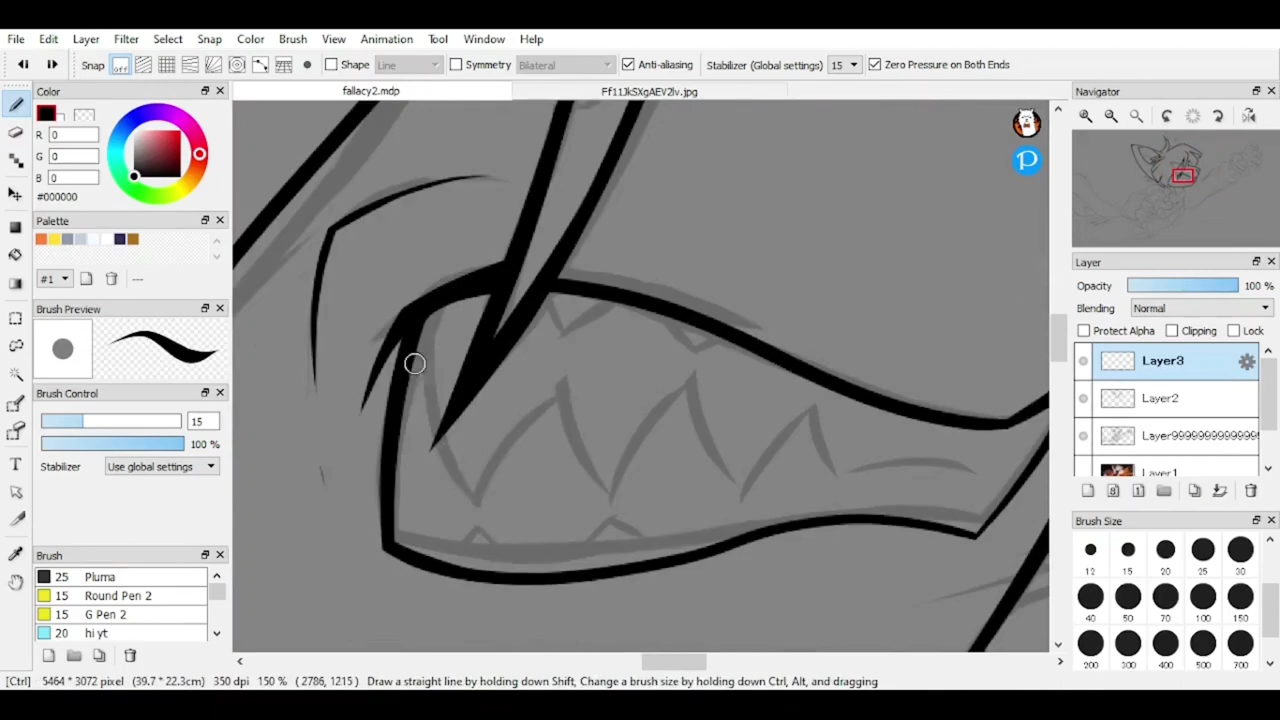 File Edit Layer Filter Select Snap Color Brush View Animation Tool Window Help
Snap off Shape Line Symmetry Bilateral Anti-aliasing Stabilizer (Global settings) 15 Zero Pressure on Both Ends
Color
R 0
G 0
B 0
#000000
Palette
#1 ---
Brush Preview
Brush Control
15
100 %
Stabilizer Use global settings
Brush
25 Pluma
15 Round Pen 2
15 G Pen 2
20 hi yt
fallacy2.mdp Ff11JkSXgAEV2lv.jpg
P
Navigator
Layer
Opacity 100 %
Blending Normal
Protect Alpha Clipping Lock
Layer3
Layer2
Layer1
8 1
Brush Size
12 15 20 25 30
40 50 70 100 150
200 300 400 500 700
[Ctrl] 5464 * 3072 pixel (39.7 * 22.3cm) 350 dpi 150 % ( 2786, 1215 ) Draw a straight line by holding down Shift, Change a brush size by holding down Ctrl, Alt, and dragging